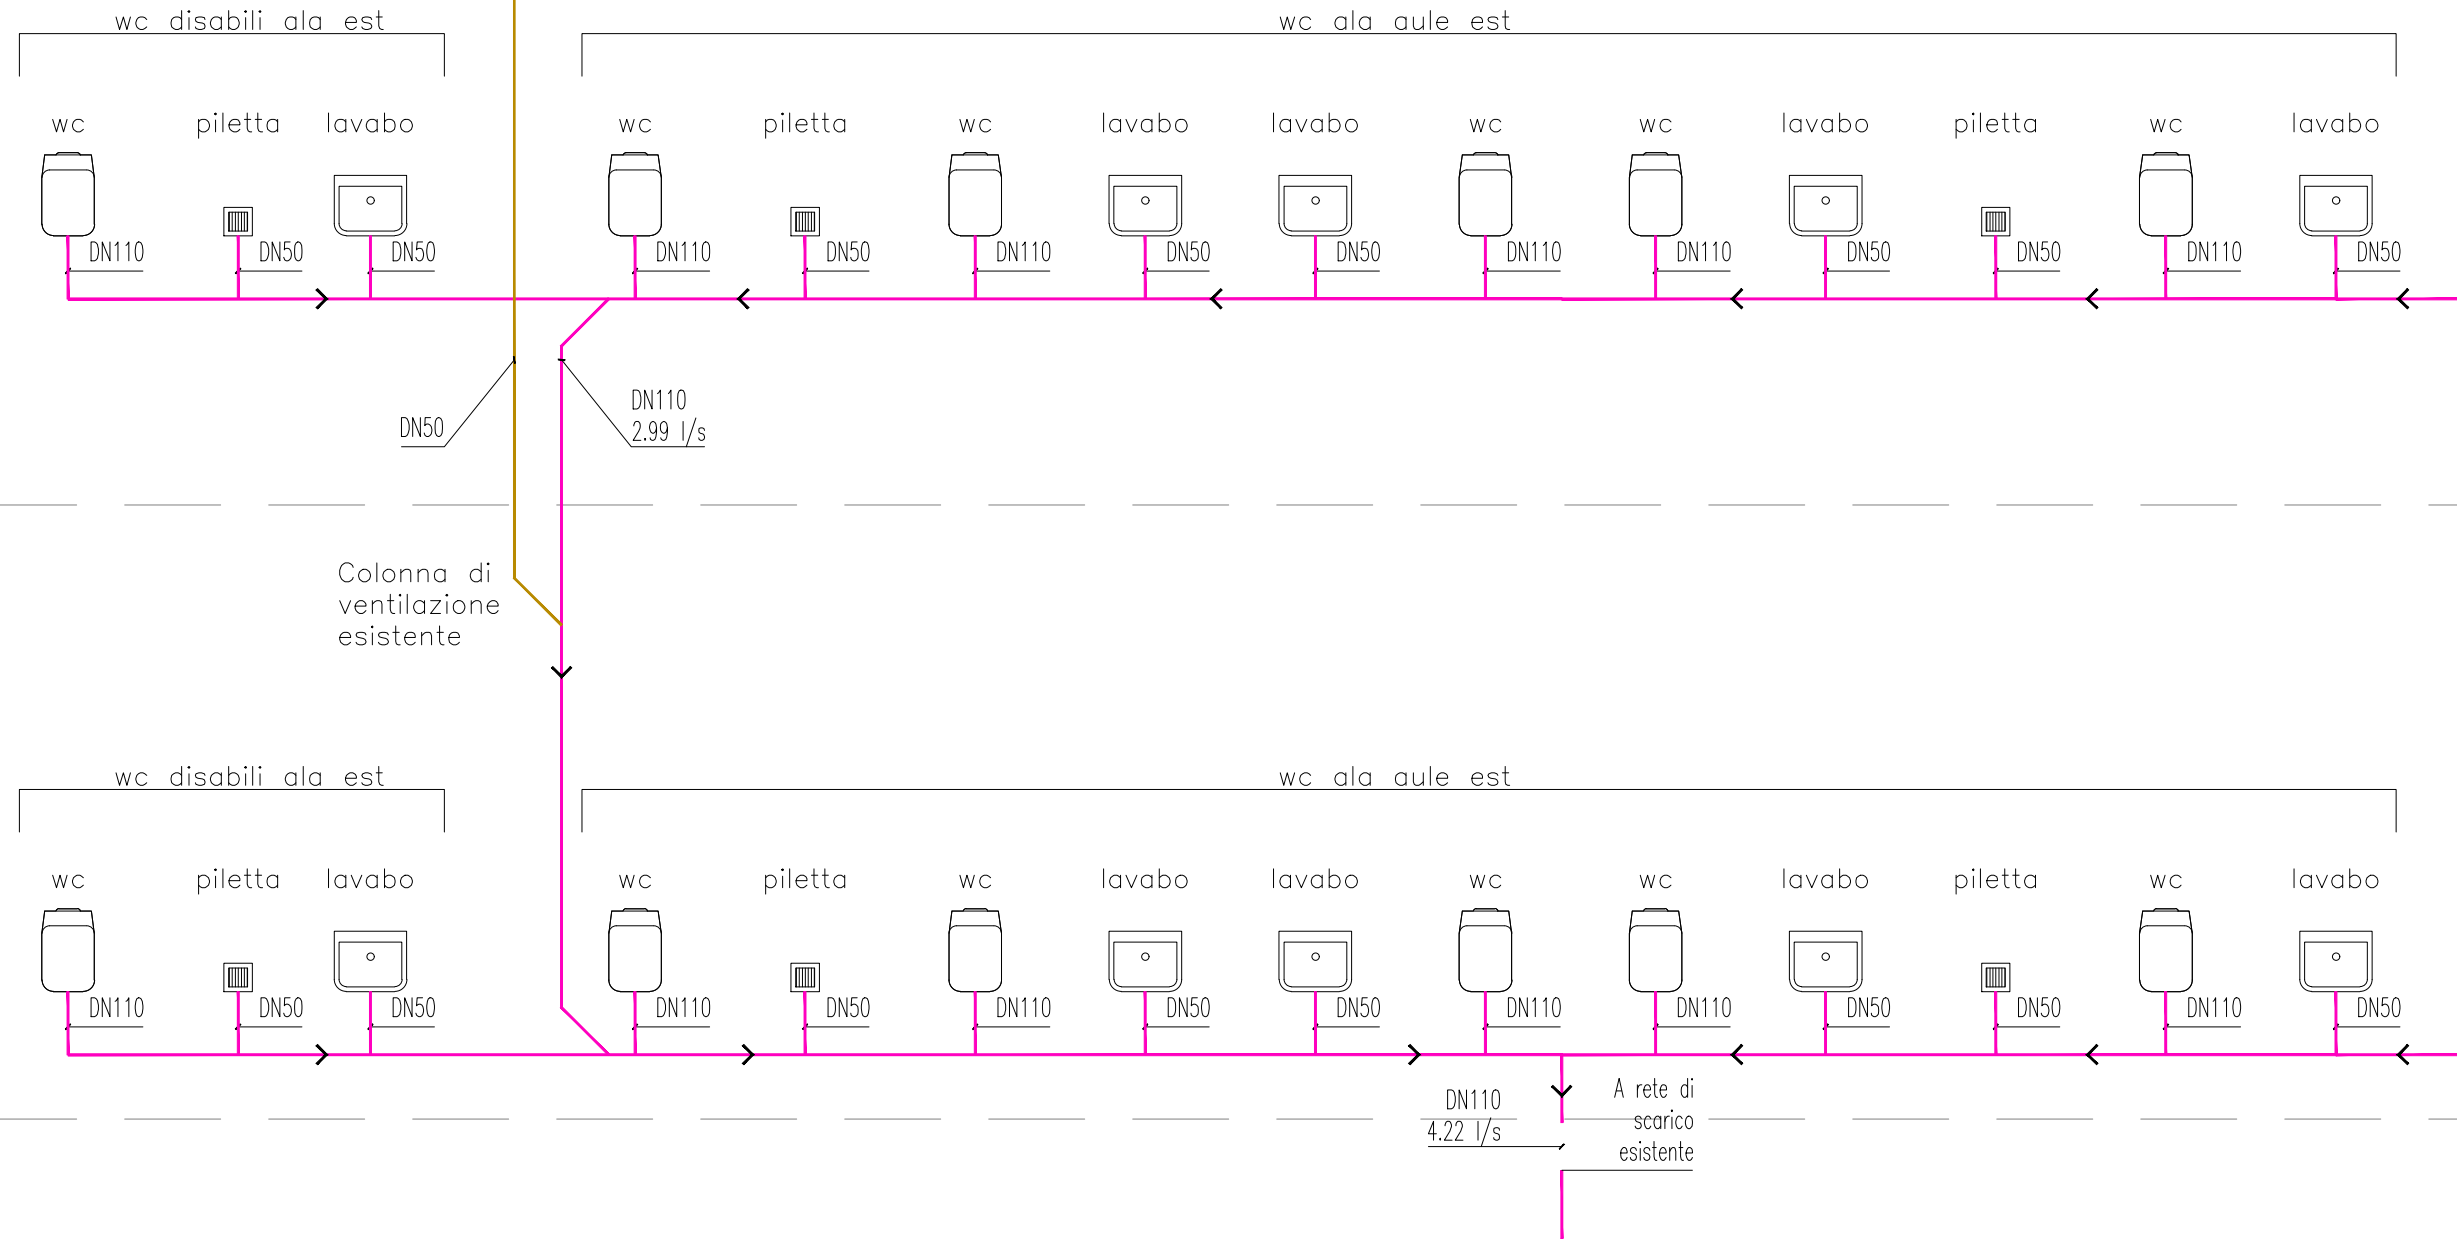 wc disabili ala est
wc ala aule est
wc
piletta
lavabo
wc
piletta
wc
lavabo
lavabo
wc
wc
lavabo
piletta
wc
lavabo
DN110
DN50
DN50
DN110
DN50
DN110
DN50
DN50
DN110
DN110
DN50
DN50
DN110
DN50
DN50
DN110
2.99 l/s
Colonna di
ventilazione
esistente
wc disabili ala est
wc ala aule est
wc
piletta
lavabo
wc
piletta
wc
lavabo
lavabo
wc
wc
lavabo
piletta
wc
lavabo
DN110
DN50
DN50
DN110
DN50
DN110
DN50
DN50
DN110
DN110
DN50
DN50
DN110
DN50
DN110
4.22 l/s
A rete di
scarico
esistente